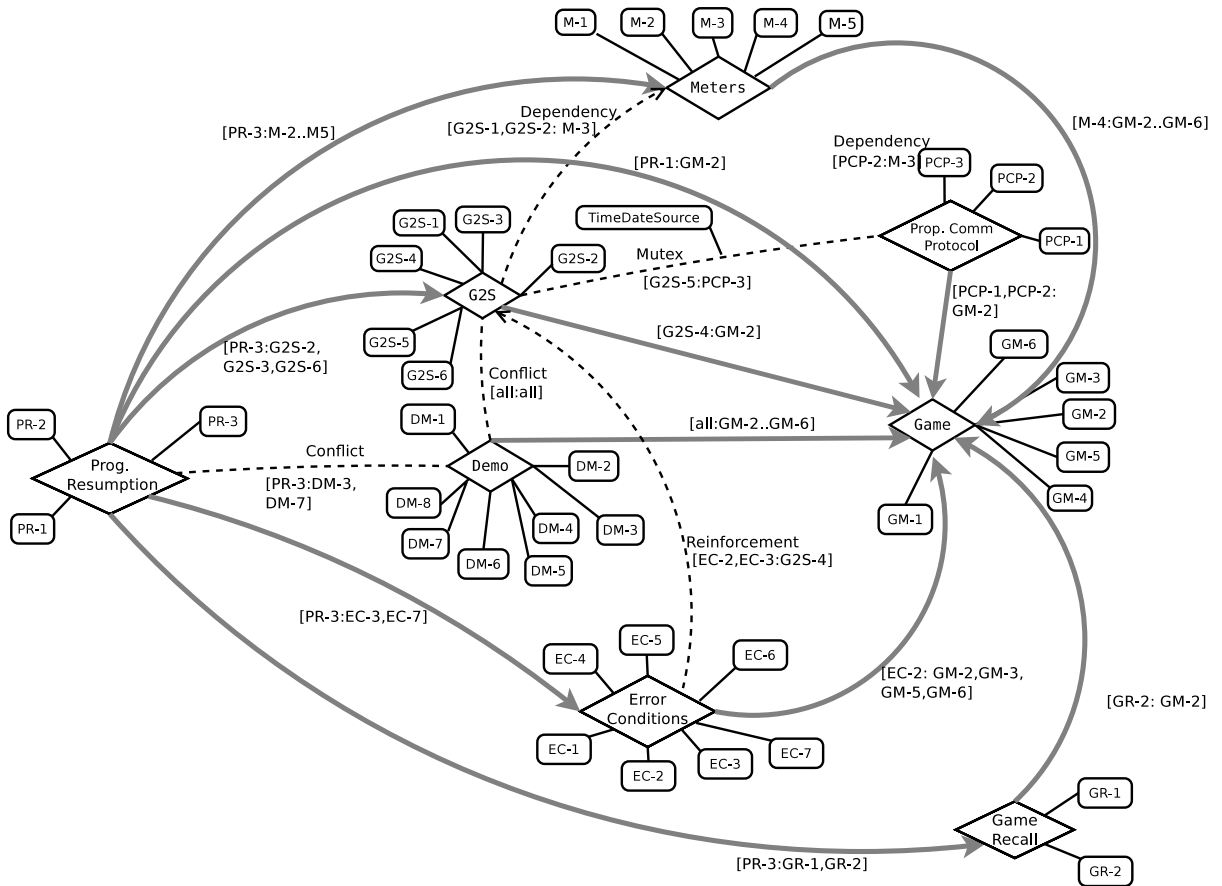 M-1
M-2
M-3
M-4
M-5
Meters
Dependency
[G2S-1,G2S-2: M-3]
[PR-3:M-2..M5]
[M-4:GM-2..GM-6]
Dependency
[PCP-2:M-3]
PCP-3
PCP-2
PCP-1
Prop. Comm
Protocol
[PR-1:GM-2]
G2S-1
G2S-3
G2S-4
G2S-2
G2S
G2S-5
G2S-6
TimeDateSource
Mutex
[G2S-5:PCP-3]
[PCP-1,PCP-2:
GM-2]
[G2S-4:GM-2]
[PR-3:G2S-2,
G2S-3,G2S-6]
Conflict
[all:all]
GM-6
GM-3
GM-2
GM-5
GM-4
GM-1
Game
[all:GM-2..GM-6]
PR-2
PR-3
PR-1
Prog.
Resumption
Conflict
[PR-3:DM-3,
DM-7]
DM-1
DM-2
Demo
DM-8
DM-7
DM-6
DM-5
DM-4
DM-3
Reinforcement
[EC-2,EC-3:G2S-4]
[PR-3:EC-3,EC-7]
EC-4
EC-5
EC-6
Error
Conditions
EC-1
EC-2
EC-3
EC-7
[EC-2: GM-2,GM-3,
GM-5,GM-6]
[GR-2: GM-2]
GR-1
Game
Recall
GR-2
[PR-3:GR-1,GR-2]